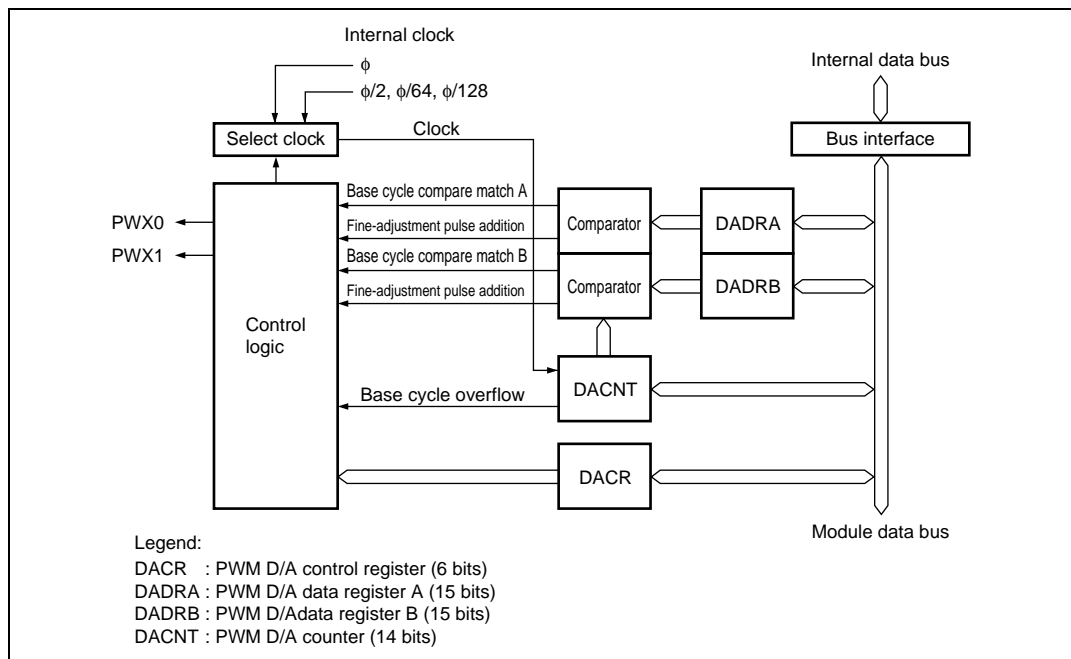 Internal clock
ϕ
ϕ/2, ϕ/64, ϕ/128
Internal data bus
Select clock
Clock
Bus interface
Base cycle compare match A
PWX0
Fine-adjustment pulse addition
Comparator
DADRA
PWX1
Base cycle compare match B
Fine-adjustment pulse addition
Comparator
DADRB
Control
logic
Base cycle overflow
DACNT
DACR
Module data bus
Legend:
DACR : PWM D/A control register (6 bits)
DADRA : PWM D/A data register A (15 bits)
DADRB : PWM D/Adata register B (15 bits)
DACNT : PWM D/A counter (14 bits)